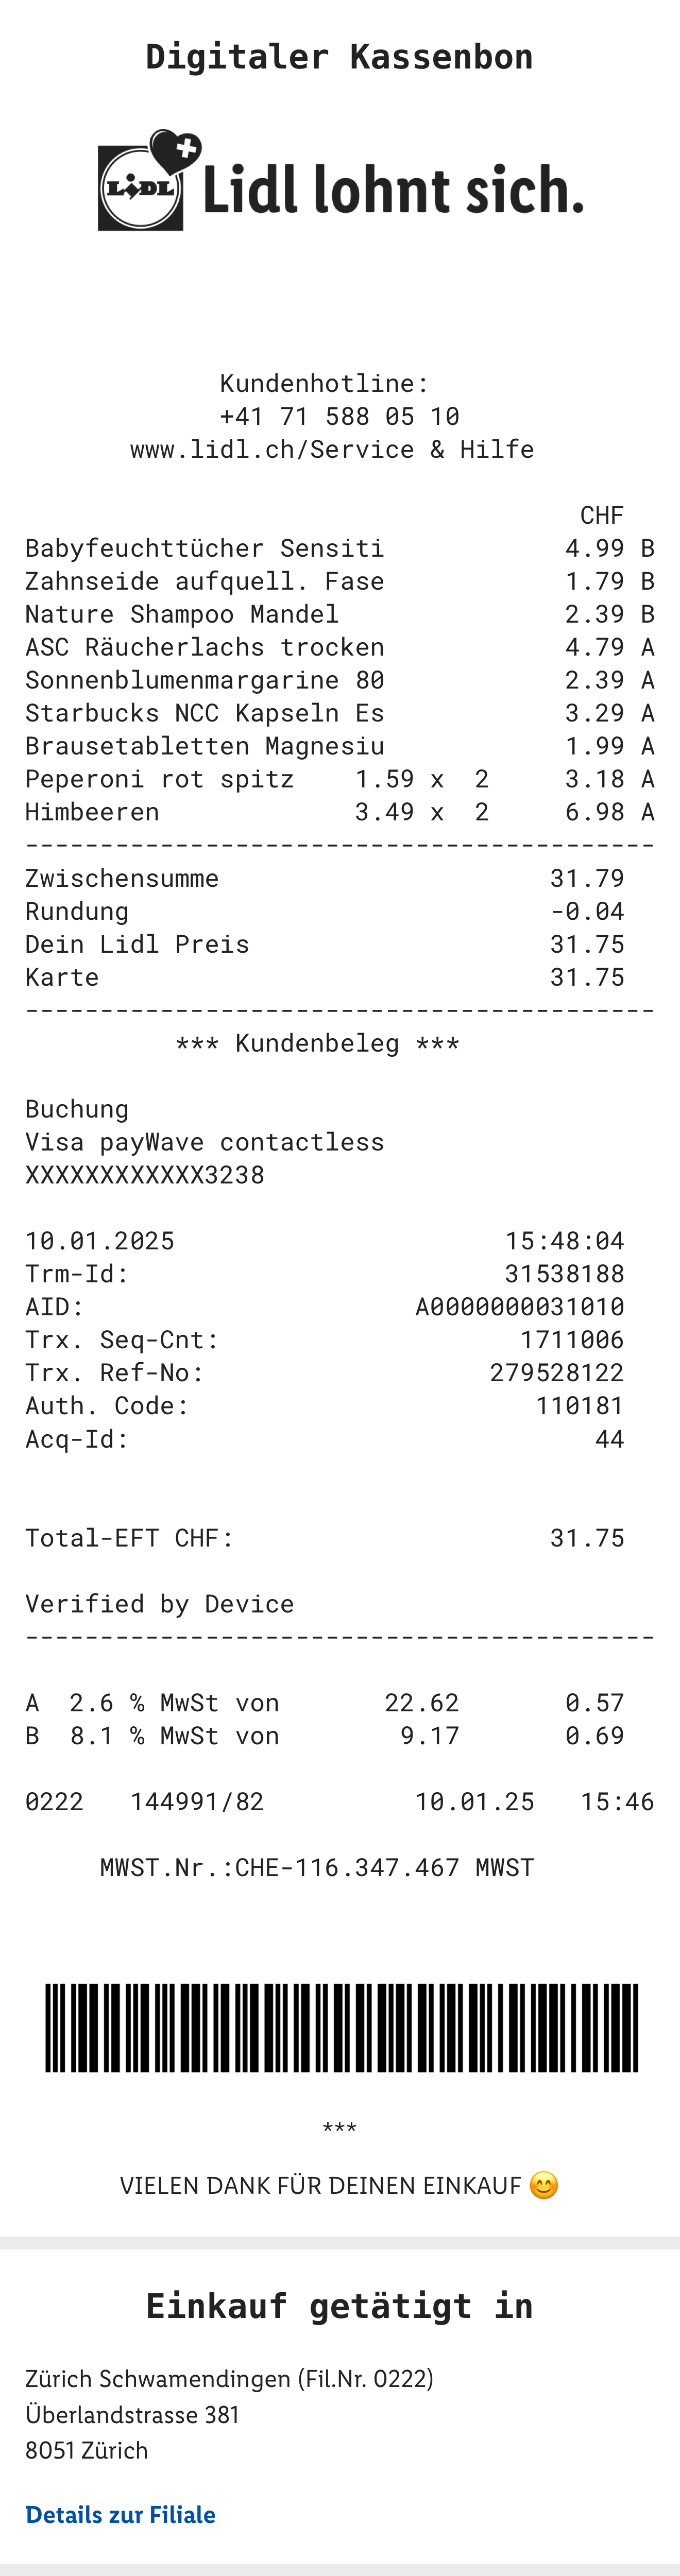 Digitaler Kassenbon
LIDL Lidl lohnt sich.
Kundenhotline:
+41 71 588 05 10
www.lidl.ch/Service & Hilfe
CHF
Babyfeuchttücher Sensiti 4.99 B
Zahnseide aufquell. Fase 1.79 B
Nature Shampoo Mandel 2.39 B
ASC Räucherlachs trocken 4.79 A
Sonnenblumenmargarine 80 2.39 A
Starbucks NCC Kapseln Es 3.29 A
Brausetabletten Magnesiu 1.99 A
Peperoni rot spitz 1.59 x 2 3.18 A
Himbeeren 3.49 x 2 6.98 A
------------------------------------------
Zwischensumme 31.79
Rundung -0.04
Dein Lidl Preis 31.75
Karte 31.75
------------------------------------------
*** Kundenbeleg ***
Buchung
Visa payWave contactless
XXXXXXXXXXXX3238
10.01.2025 15:48:04
Trm-Id: 31538188
AID: A0000000031010
Trx. Seq-Cnt: 1711006
Trx. Ref-No: 279528122
Auth. Code: 110181
Acq-Id: 44
Total-EFT CHF: 31.75
Verified by Device
------------------------------------------
A 2.6 % MwSt von 22.62 0.57
B 8.1 % MwSt von 9.17 0.69
0222 144991/82 10.01.25 15:46
MWST.Nr.:CHE-116.347.467 MWST
***
VIELEN DANK FÜR DEINEN EINKAUF 😊
Einkauf getätigt in
Zürich Schwamendingen (Fil.Nr. 0222)
Überlandstrasse 381
8051 Zürich
Details zur Filiale